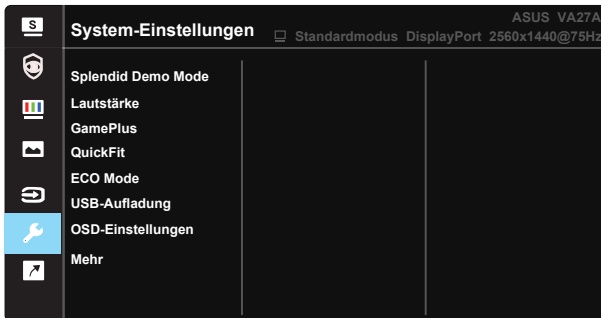 S
System-Einstellungen
ASUS VA27A
Standardmodus DisplayPort 2560x1440@75Hz
Splendid Demo Mode
Lautstärke
GamePlus
QuickFit
ECO Mode
USB-Aufladung
OSD-Einstellungen
Mehr